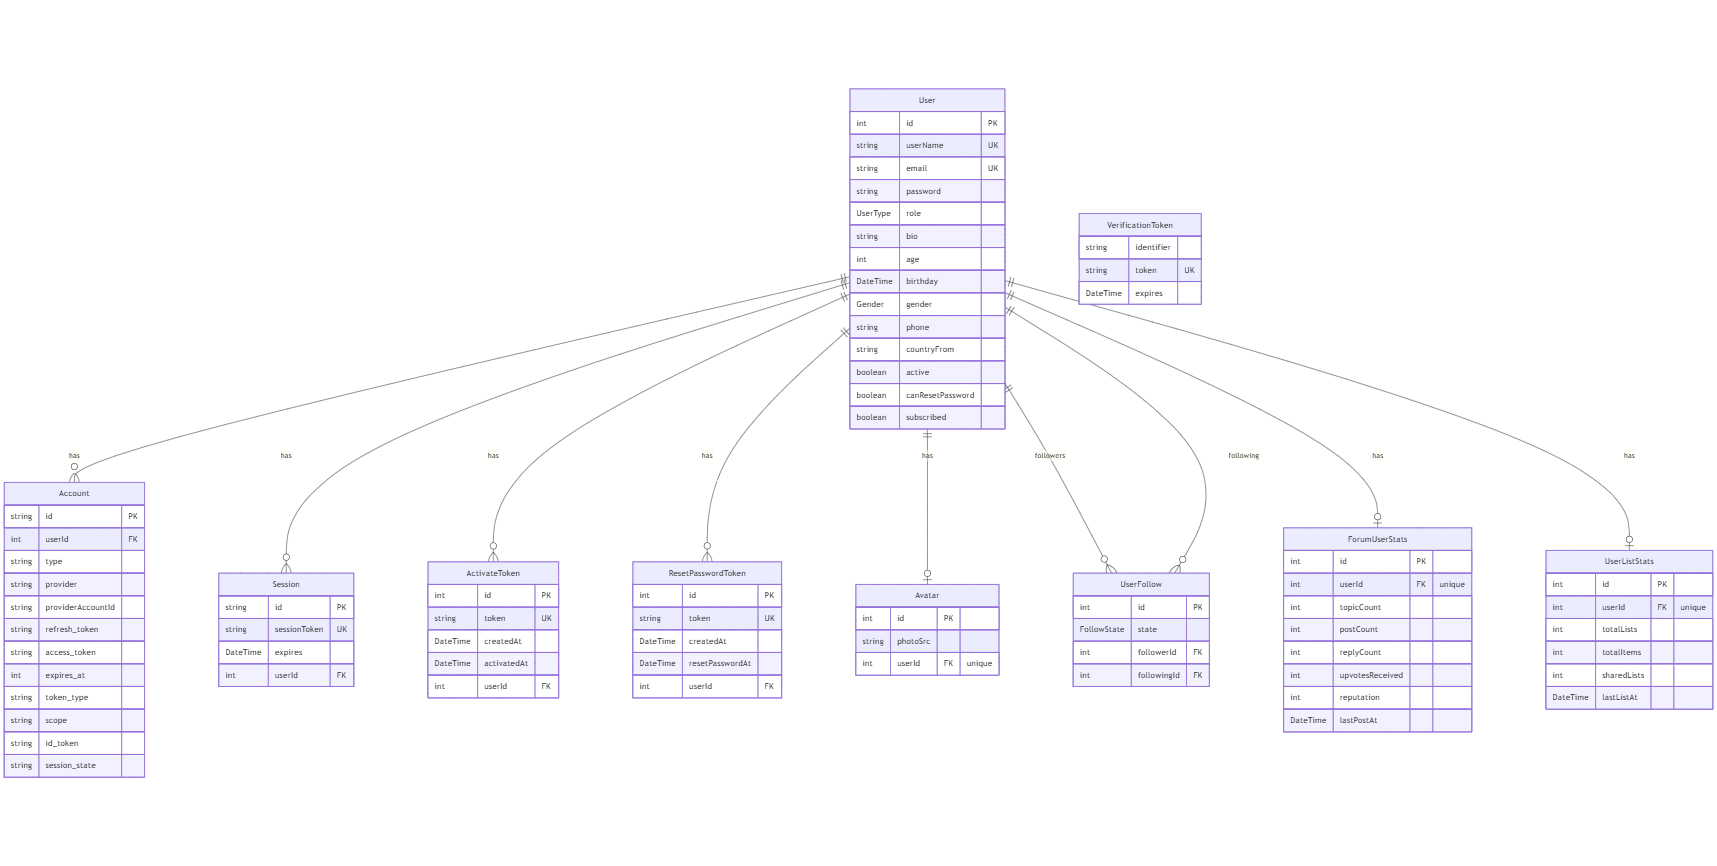 User
int id PK
string userName UK
string email UK
string password
UserType role
string bio
int age
DateTime birthday
Gender gender
string phone
string countryFrom
boolean active
boolean canResetPassword
boolean subscribed
VerificationToken
string identifier
string token UK
DateTime expires
has
has
has
has
has
followers
following
has
has
Account
string id PK
int userId FK
string type
string provider
string providerAccountId
string refresh_token
string access_token
int expires_at
string token_type
string scope
string id_token
string session_state
Session
string id PK
string sessionToken UK
DateTime expires
int userId FK
ActivateToken
int id PK
string token UK
DateTime createdAt
DateTime activatedAt
int userId FK
ResetPasswordToken
int id PK
string token UK
DateTime createdAt
DateTime resetPasswordAt
int userId FK
Avatar
int id PK
string photoSrc
int userId FK unique
UserFollow
int id PK
FollowState state
int followerId FK
int followingId FK
ForumUserStats
int id PK
int userId FK unique
int topicCount
int postCount
int replyCount
int upvotesReceived
int reputation
DateTime lastPostAt
UserListStats
int id PK
int userId FK unique
int totalLists
int totalItems
int sharedLists
DateTime lastListAt